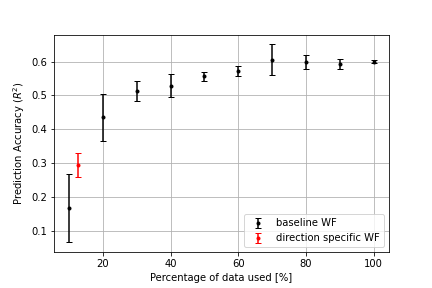 0.6
0.5
0.4
0.3
0.2
0.1
Prediction Accuracy (R²)
baseline WF
direction specific WF
20 40 60 80 100
Percentage of data used [%]